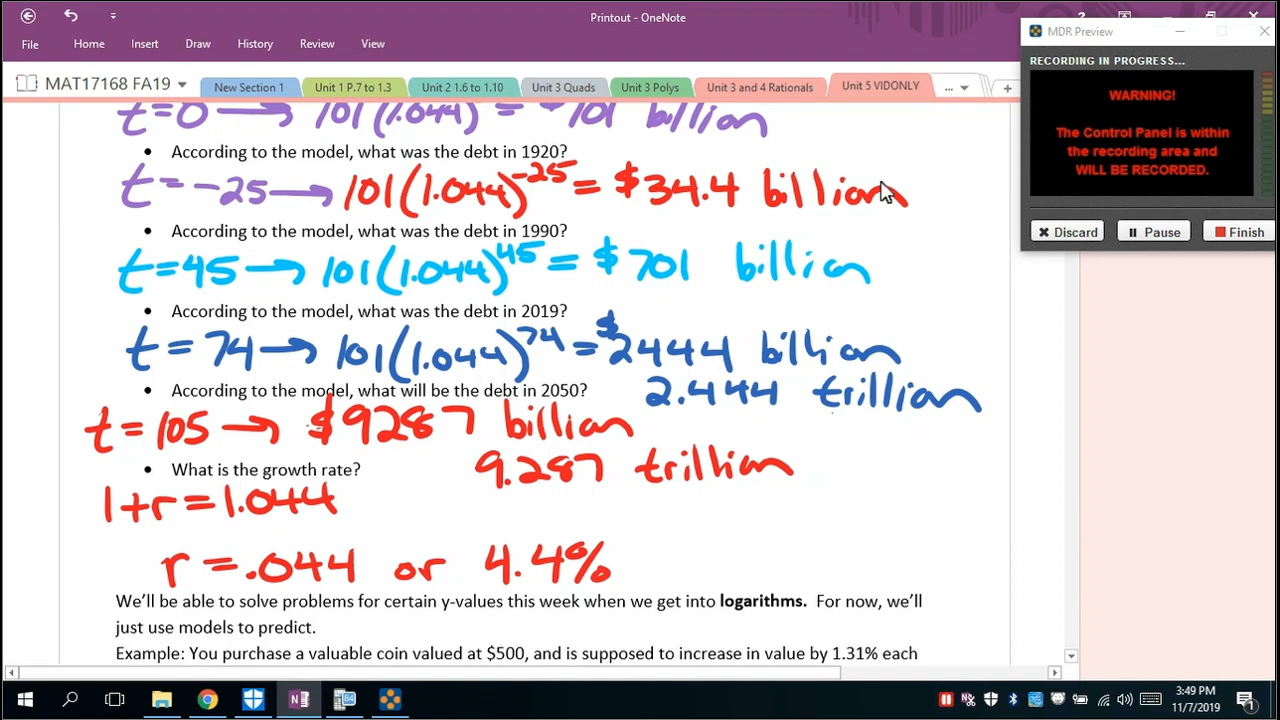 Printout - OneNote
?
File Home Insert Draw History Review View
MAT17168 FA19 New Section 1 Unit 1 P.7 to 1.3 Unit 2 1.6 to 1.10 Unit 3 Quads Unit 3 Polys Unit 3 and 4 Rationals Unit 5 VIDONLY ... +
MDR Preview
RECORDING IN PROGRESS...
WARNING!
The Control Panel is within
the recording area and
WILL BE RECORDED.
Discard Pause Finish
t=0 → 101(1.044) = $101 billion
• According to the model, what was the debt in 1920?
t=-25 → 101(1.044)^-25 = $34.4 billion
• According to the model, what was the debt in 1990?
t=45 → 101(1.044)^45 = $701 billion
• According to the model, what was the debt in 2019?
t=74 → 101(1.044)^74 = $2444 billion
• According to the model, what will be the debt in 2050?
2.444 trillion
t=105 → $9287 billion
• What is the growth rate?
9.287 trillion
1+r=1.044
r=.044 or 4.4%
We'll be able to solve problems for certain y-values this week when we get into logarithms. For now, we'll
just use models to predict.
Example: You purchase a valuable coin valued at $500, and is supposed to increase in value by 1.31% each
3:49 PM
11/7/2019
1